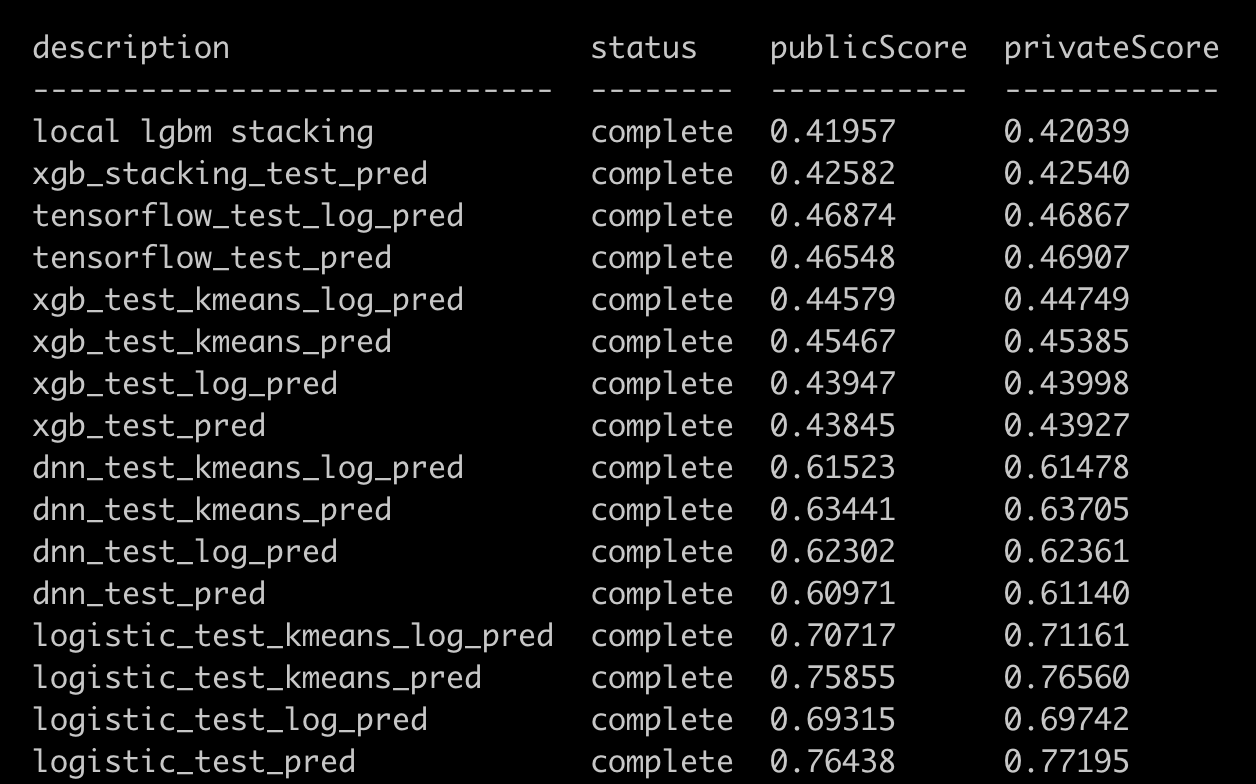 description status publicScore privateScore
----------------------------- -------- ----------- ------------
local lgbm stacking complete 0.41957 0.42039
xgb_stacking_test_pred complete 0.42582 0.42540
tensorflow_test_log_pred complete 0.46874 0.46867
tensorflow_test_pred complete 0.46548 0.46907
xgb_test_kmeans_log_pred complete 0.44579 0.44749
xgb_test_kmeans_pred complete 0.45467 0.45385
xgb_test_log_pred complete 0.43947 0.43998
xgb_test_pred complete 0.43845 0.43927
dnn_test_kmeans_log_pred complete 0.61523 0.61478
dnn_test_kmeans_pred complete 0.63441 0.63705
dnn_test_log_pred complete 0.62302 0.62361
dnn_test_pred complete 0.60971 0.61140
logistic_test_kmeans_log_pred complete 0.70717 0.71161
logistic_test_kmeans_pred complete 0.75855 0.76560
logistic_test_log_pred complete 0.69315 0.69742
logistic_test_pred complete 0.76438 0.77195